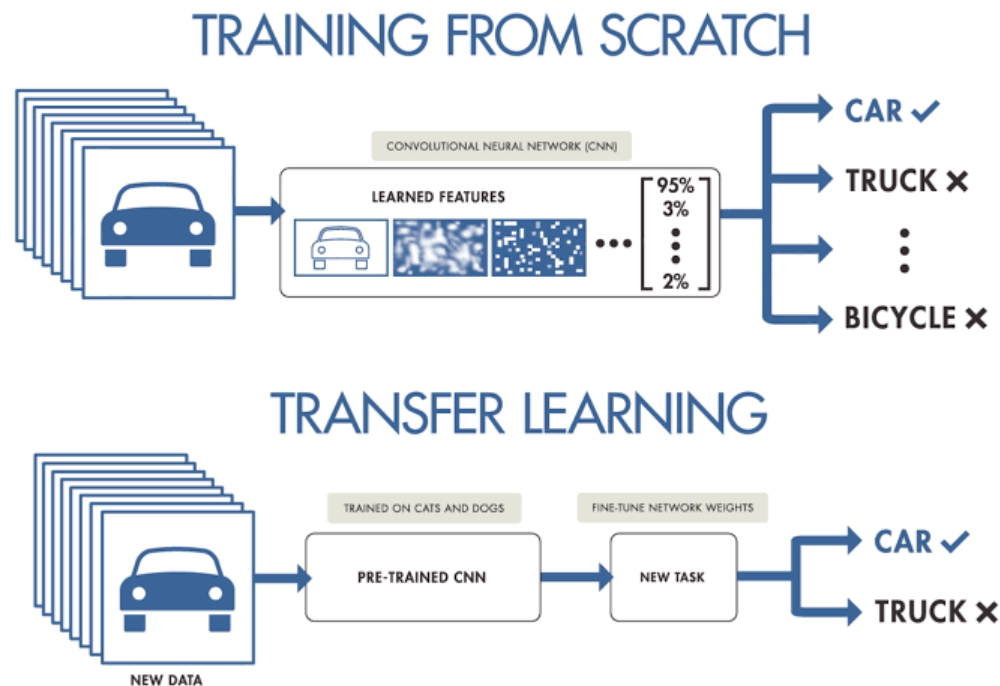 TRAINING FROM SCRATCH
CONVOLUTIONAL NEURAL NETWORK (CNN)
LEARNED FEATURES
95%
3%
2%
CAR ✓
TRUCK ✕
BICYCLE ✕
TRANSFER LEARNING
TRAINED ON CATS AND DOGS
FINE-TUNE NETWORK WEIGHTS
PRE-TRAINED CNN
NEW TASK
CAR ✓
TRUCK ✕
NEW DATA